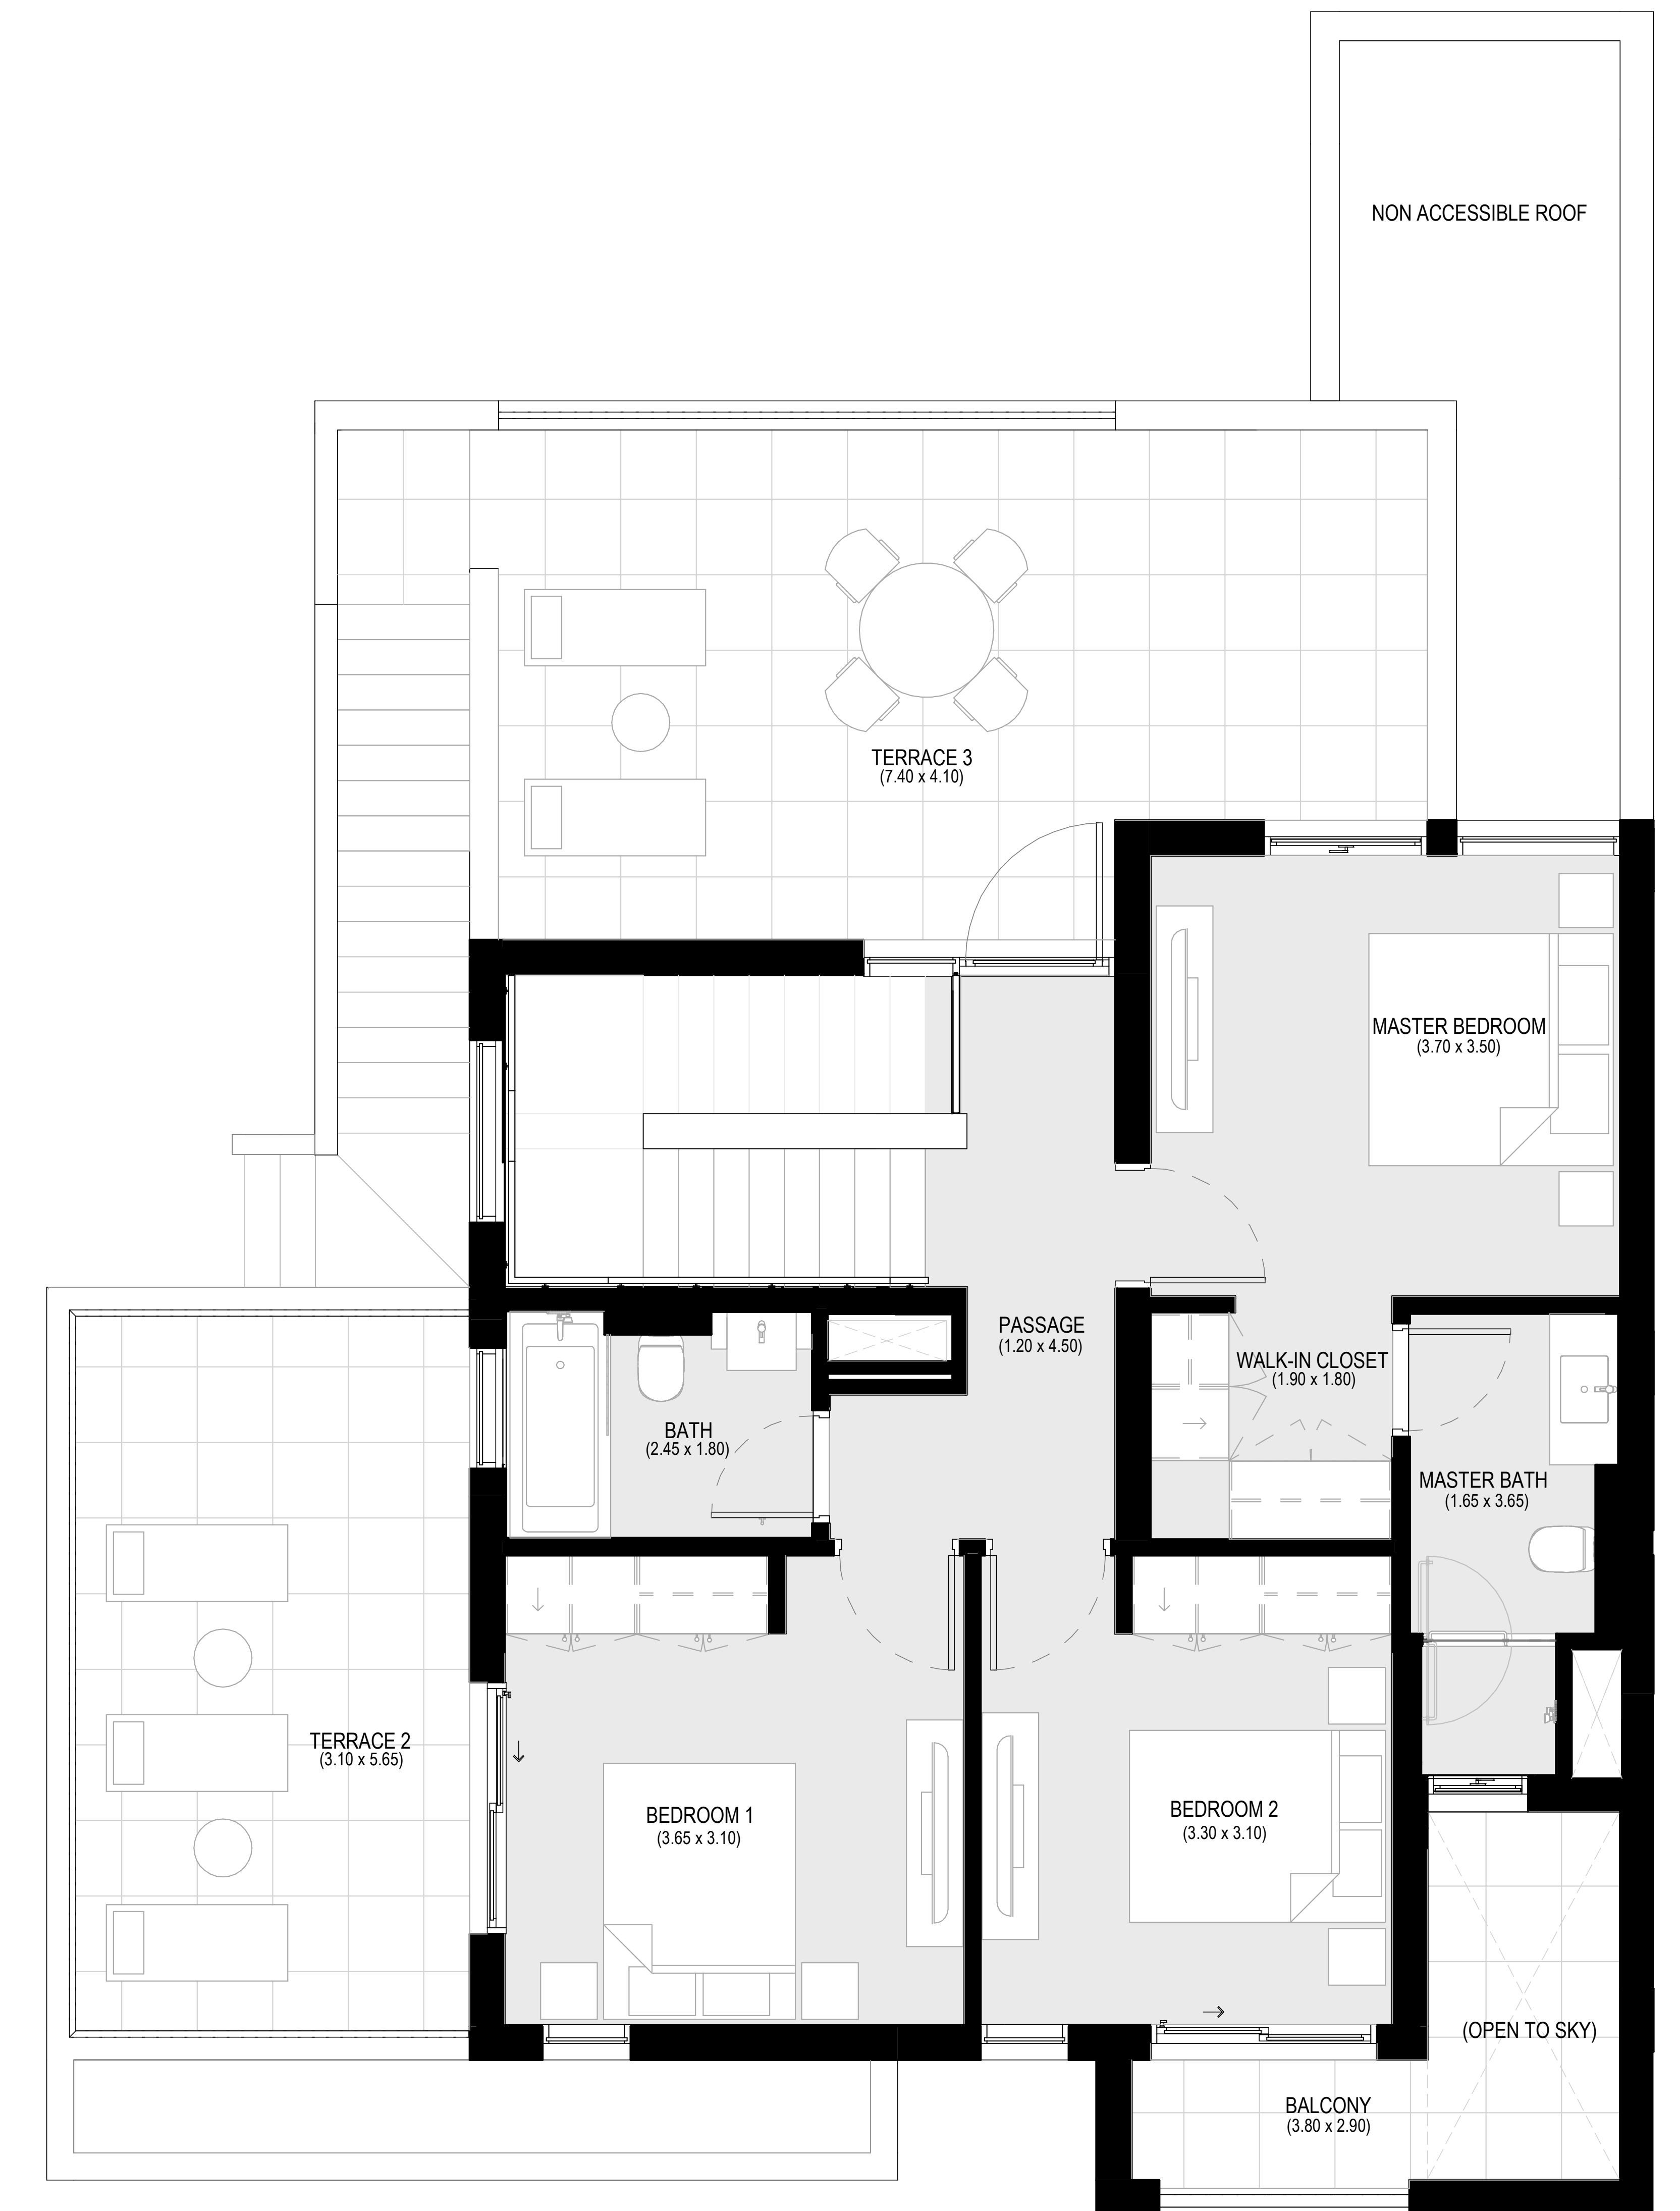 NON ACCESSIBLE ROOF
TERRACE 3
(7.40 x 4.10)
MASTER BEDROOM
(3.70 x 3.50)
PASSAGE
(1.20 x 4.50)
WALK-IN CLOSET
(1.90 x 1.80)
BATH
(2.45 x 1.80)
MASTER BATH
(1.65 x 3.65)
TERRACE 2
(3.10 x 5.65)
BEDROOM 1
(3.65 x 3.10)
BEDROOM 2
(3.30 x 3.10)
(OPEN TO SKY)
BALCONY
(3.80 x 2.90)